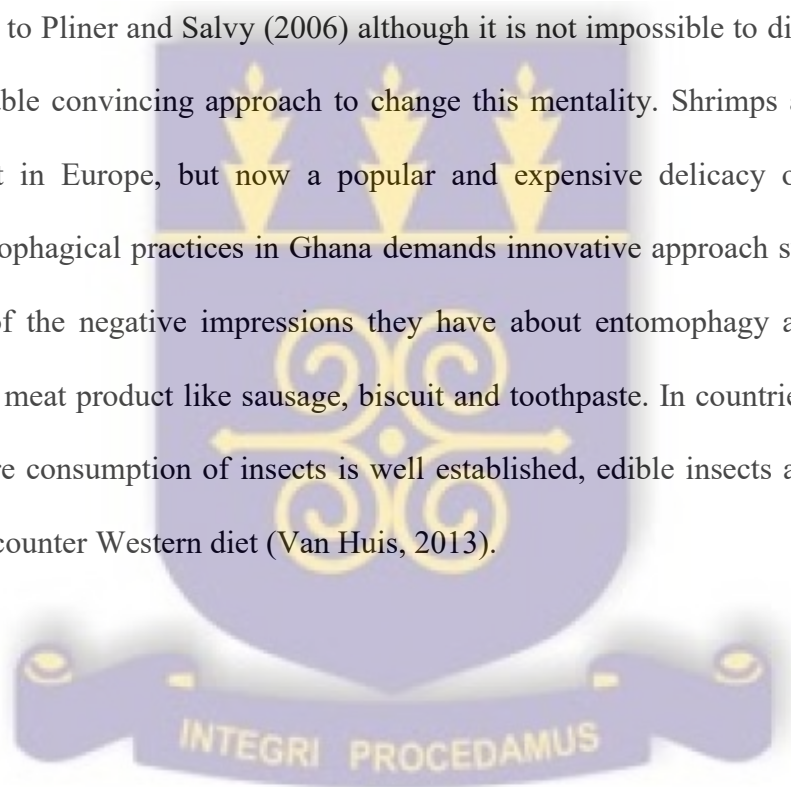 to Pliner and Salvy (2006) although it is not impossible to di
ble convincing approach to change this mentality. Shrimps a
in Europe, but now a popular and expensive delicacy o
ophagical practices in Ghana demands innovative approach s
of the negative impressions they have about entomophagy a
meat product like sausage, biscuit and toothpaste. In countrie
re consumption of insects is well established, edible insects a
counter Western diet (Van Huis, 2013).
INTEGRI PROCEDAMUS